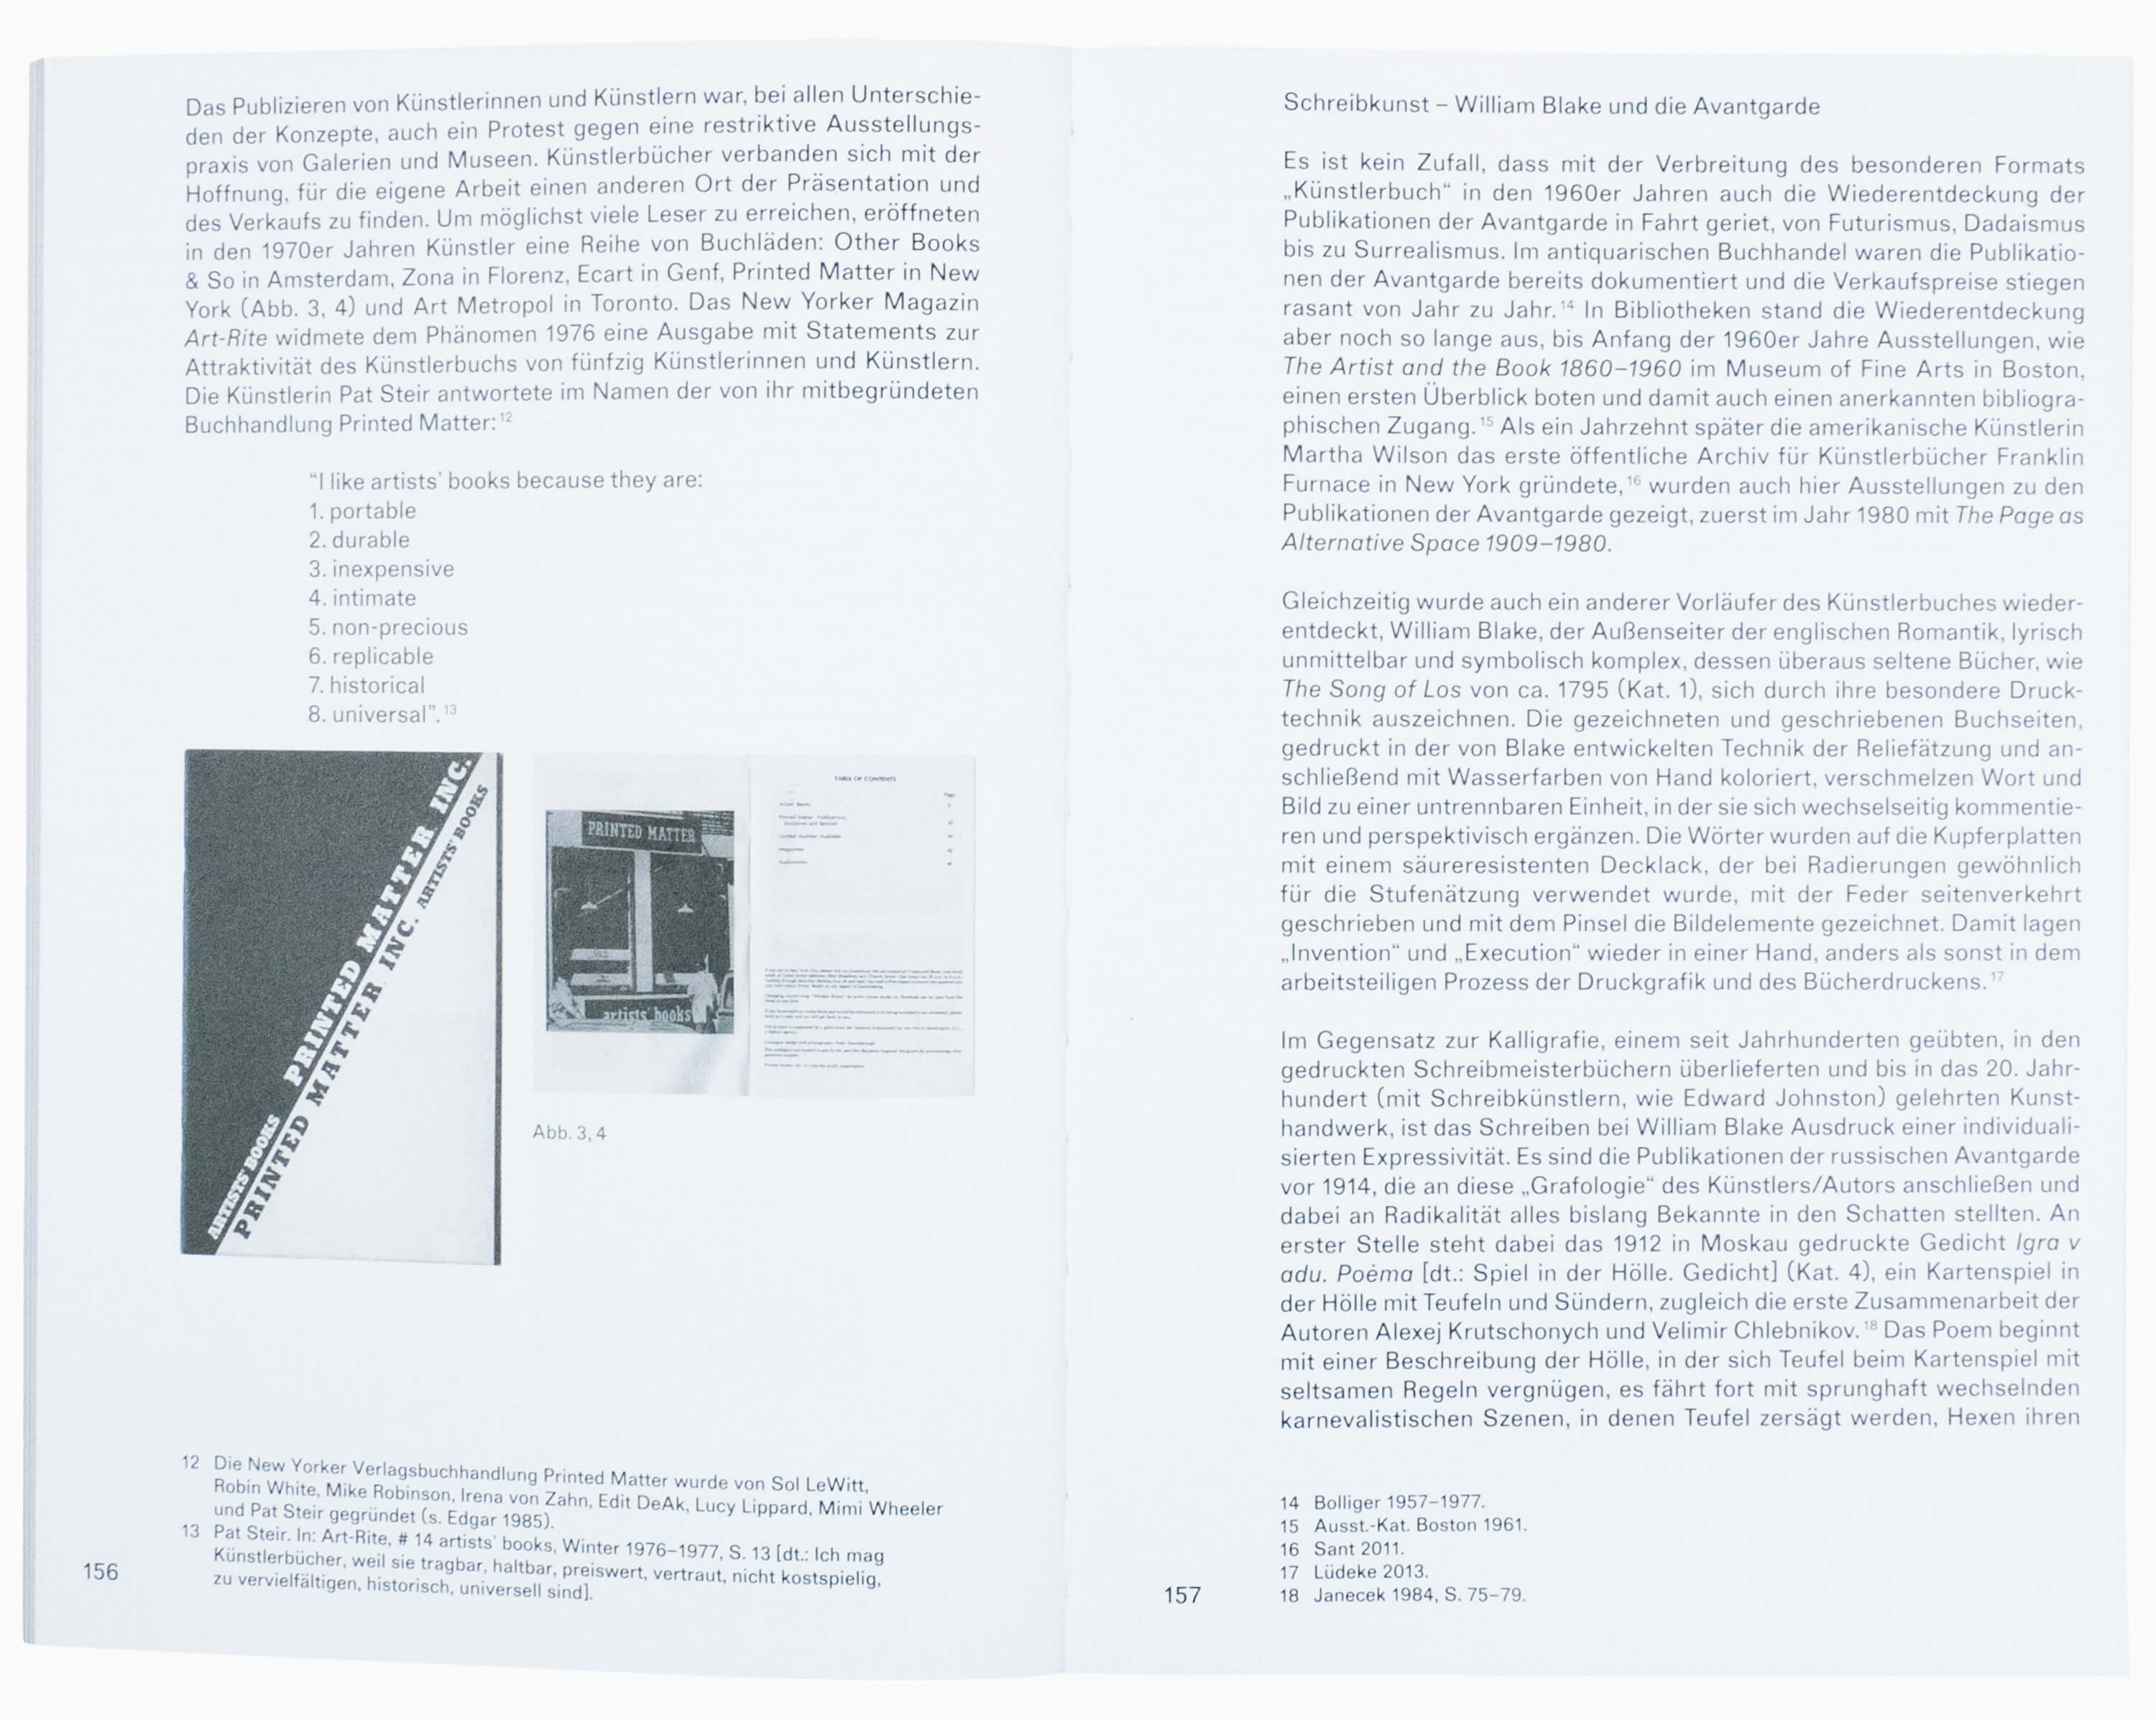 Das Publizieren von Künstlerinnen und Künstlern war, bei allen Unterschie-
den der Konzepte, auch ein Protest gegen eine restriktive Ausstellungs-
praxis von Galerien und Museen. Künstlerbücher verbanden sich mit der
Hoffnung, für die eigene Arbeit einen anderen Ort der Präsentation und
des Verkaufs zu finden. Um möglichst viele Leser zu erreichen, eröffneten
in den 1970er Jahren Künstler eine Reihe von Buchläden: Other Books
& So in Amsterdam, Zona in Florenz, Ecart in Genf, Printed Matter in New
York (Abb. 3, 4) und Art Metropol in Toronto. Das New Yorker Magazin
Art-Rite widmete dem Phänomen 1976 eine Ausgabe mit Statements zur
Attraktivität des Künstlerbuchs von fünfzig Künstlerinnen und Künstlern.
Die Künstlerin Pat Steir antwortete im Namen der von ihr mitbegründeten
Buchhandlung Printed Matter:12
“I like artists’ books because they are:
1. portable
2. durable
3. inexpensive
4. intimate
5. non-precious
6. replicable
7. historical
8. universal”.13
ARTISTS' BOOKS PRINTED MATTER INC.
PRINTED MATTER INC. ARTISTS' BOOKS
PRINTED MATTER
artists books
TABLE OF CONTENTS
Page
Abb. 3, 4
12 Die New Yorker Verlagsbuchhandlung Printed Matter wurde von Sol LeWitt,
Robin White, Mike Robinson, Irena von Zahn, Edit DeAk, Lucy Lippard, Mimi Wheeler
und Pat Steir gegründet (s. Edgar 1985).
13 Pat Steir. In: Art-Rite, # 14 artists’ books, Winter 1976–1977, S. 13 [dt.: Ich mag
Künstlerbücher, weil sie tragbar, haltbar, preiswert, vertraut, nicht kostspielig,
zu vervielfältigen, historisch, universell sind].
156
Schreibkunst – William Blake und die Avantgarde
Es ist kein Zufall, dass mit der Verbreitung des besonderen Formats
„Künstlerbuch“ in den 1960er Jahren auch die Wiederentdeckung der
Publikationen der Avantgarde in Fahrt geriet, von Futurismus, Dadaismus
bis zu Surrealismus. Im antiquarischen Buchhandel waren die Publikatio-
nen der Avantgarde bereits dokumentiert und die Verkaufspreise stiegen
rasant von Jahr zu Jahr.14 In Bibliotheken stand die Wiederentdeckung
aber noch so lange aus, bis Anfang der 1960er Jahre Ausstellungen, wie
The Artist and the Book 1860–1960 im Museum of Fine Arts in Boston,
einen ersten Überblick boten und damit auch einen anerkannten bibliogra-
phischen Zugang.15 Als ein Jahrzehnt später die amerikanische Künstlerin
Martha Wilson das erste öffentliche Archiv für Künstlerbücher Franklin
Furnace in New York gründete,16 wurden auch hier Ausstellungen zu den
Publikationen der Avantgarde gezeigt, zuerst im Jahr 1980 mit The Page as
Alternative Space 1909–1980.
Gleichzeitig wurde auch ein anderer Vorläufer des Künstlerbuches wieder-
entdeckt, William Blake, der Außenseiter der englischen Romantik, lyrisch
unmittelbar und symbolisch komplex, dessen überaus seltene Bücher, wie
The Song of Los von ca. 1795 (Kat. 1), sich durch ihre besondere Druck-
technik auszeichnen. Die gezeichneten und geschriebenen Buchseiten,
gedruckt in der von Blake entwickelten Technik der Reliefätzung und an-
schließend mit Wasserfarben von Hand koloriert, verschmelzen Wort und
Bild zu einer untrennbaren Einheit, in der sie sich wechselseitig kommentie-
ren und perspektivisch ergänzen. Die Wörter wurden auf die Kupferplatten
mit einem säureresistenten Decklack, der bei Radierungen gewöhnlich
für die Stufenätzung verwendet wurde, mit der Feder seitenverkehrt
geschrieben und mit dem Pinsel die Bildelemente gezeichnet. Damit lagen
„Invention“ und „Execution“ wieder in einer Hand, anders als sonst in dem
arbeitsteiligen Prozess der Druckgrafik und des Bücherdruckens.17
Im Gegensatz zur Kalligrafie, einem seit Jahrhunderten geübten, in den
gedruckten Schreibmeisterbüchern überlieferten und bis in das 20. Jahr-
hundert (mit Schreibkünstlern, wie Edward Johnston) gelehrten Kunst-
handwerk, ist das Schreiben bei William Blake Ausdruck einer individuali-
sierten Expressivität. Es sind die Publikationen der russischen Avantgarde
vor 1914, die an diese „Grafologie“ des Künstlers/Autors anschließen und
dabei an Radikalität alles bislang Bekannte in den Schatten stellten. An
erster Stelle steht dabei das 1912 in Moskau gedruckte Gedicht Igra v
adu. Poėma [dt.: Spiel in der Hölle. Gedicht] (Kat. 4), ein Kartenspiel in
der Hölle mit Teufeln und Sündern, zugleich die erste Zusammenarbeit der
Autoren Alexej Krutschonych und Velimir Chlebnikov.18 Das Poem beginnt
mit einer Beschreibung der Hölle, in der sich Teufel beim Kartenspiel mit
seltsamen Regeln vergnügen, es fährt fort mit sprunghaft wechselnden
karnevalistischen Szenen, in denen Teufel zersägt werden, Hexen ihren
14 Bolliger 1957–1977.
15 Ausst.-Kat. Boston 1961.
16 Sant 2011.
17 Lüdeke 2013.
18 Janecek 1984, S. 75–79.
157